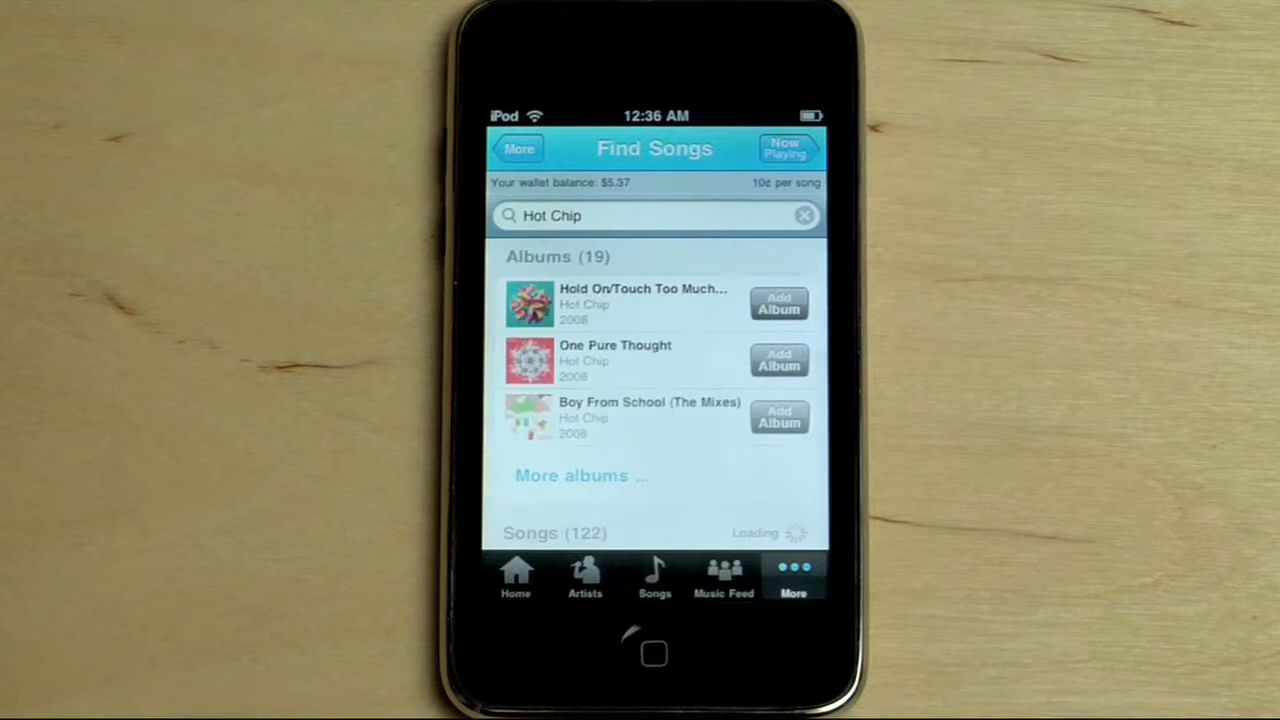 iPod 12:36 AM
More Find Songs Now Playing
Your wallet balance: $5.37 10¢ per song
Hot Chip
Albums (19)
Hold On/Touch Too Much...
Hot Chip
2008
Add Album
One Pure Thought
Hot Chip
2008
Add Album
Boy From School (The Mixes)
Hot Chip
2008
Add Album
More albums ...
Songs (122) Loading
Home Artists Songs Music Feed More